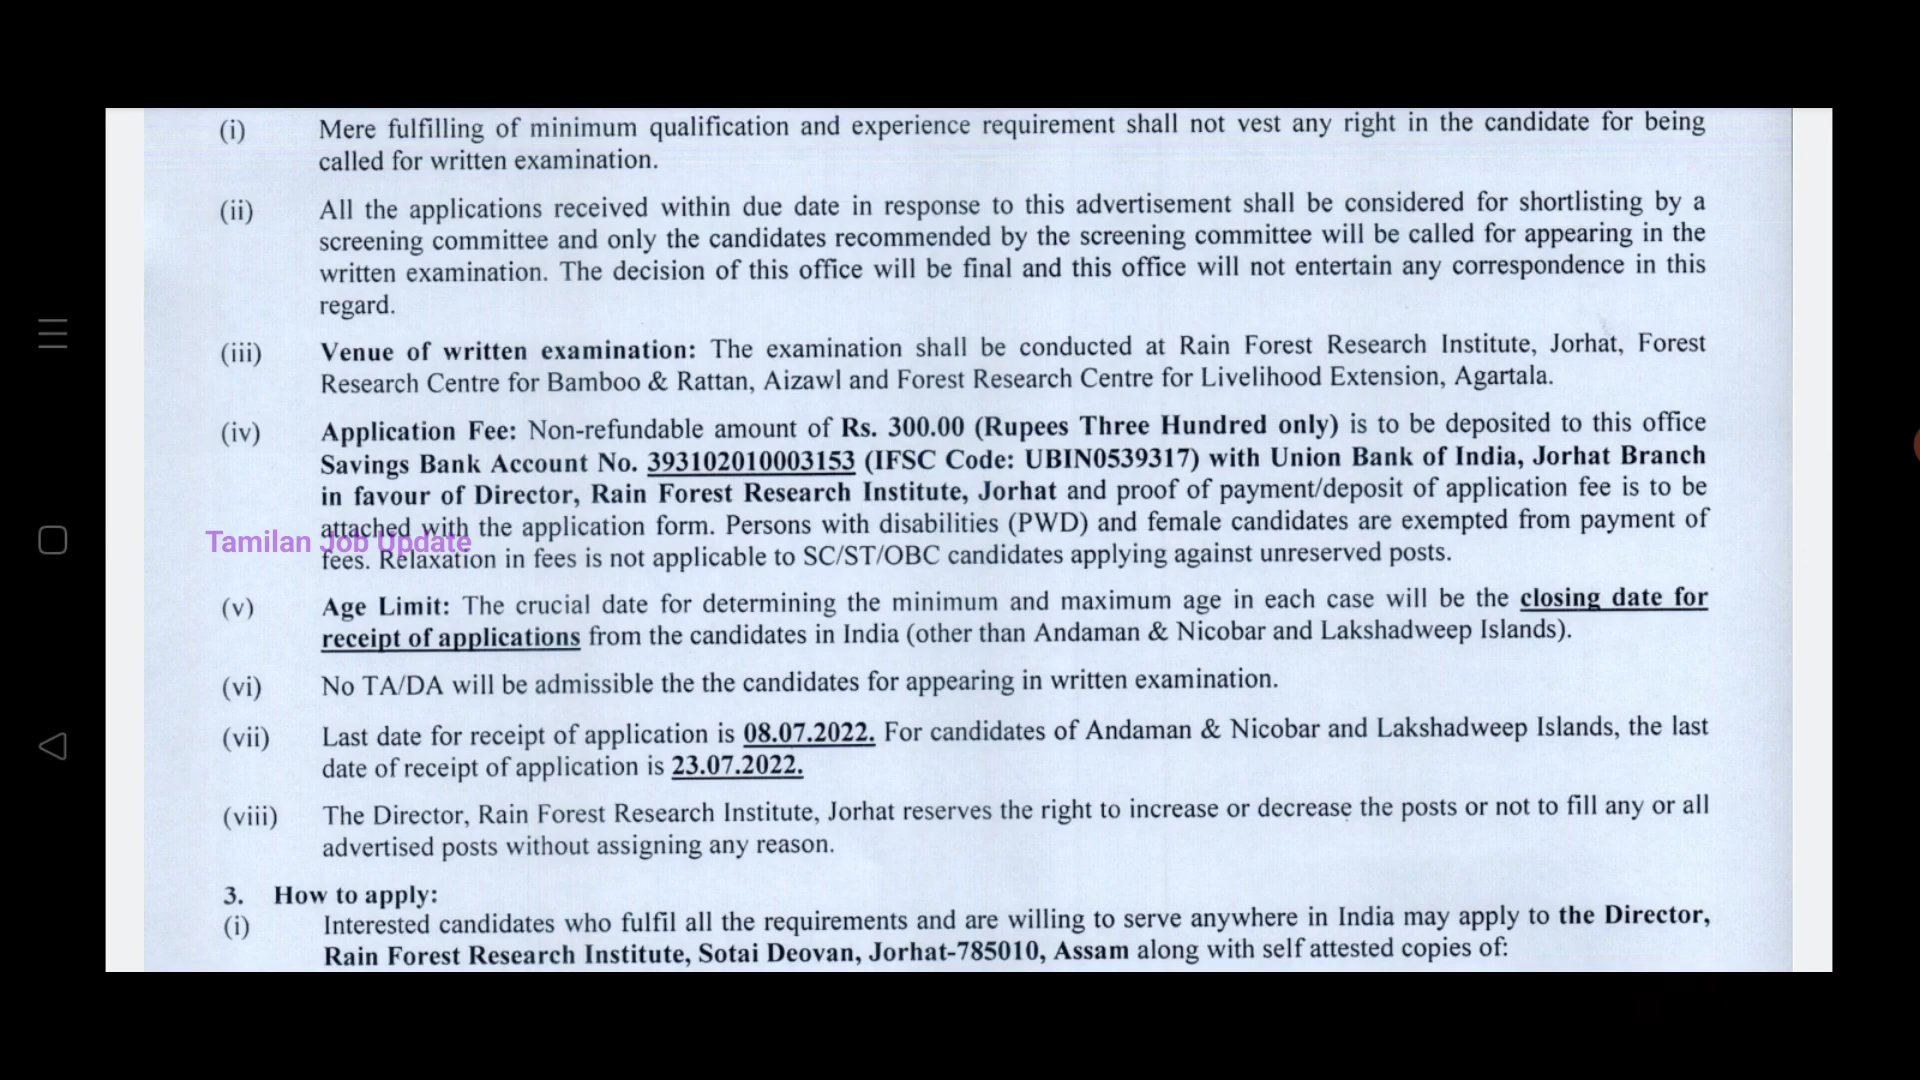 (i) Mere fulfilling of minimum qualification and experience requirement shall not vest any right in the candidate for being
called for written examination.
(ii) All the applications received within due date in response to this advertisement shall be considered for shortlisting by a
screening committee and only the candidates recommended by the screening committee will be called for appearing in the
written examination. The decision of this office will be final and this office will not entertain any correspondence in this
regard.
(iii) Venue of written examination: The examination shall be conducted at Rain Forest Research Institute, Jorhat, Forest
Research Centre for Bamboo & Rattan, Aizawl and Forest Research Centre for Livelihood Extension, Agartala.
(iv) Application Fee: Non-refundable amount of Rs. 300.00 (Rupees Three Hundred only) is to be deposited to this office
Savings Bank Account No. 393102010003153 (IFSC Code: UBIN0539317) with Union Bank of India, Jorhat Branch
in favour of Director, Rain Forest Research Institute, Jorhat and proof of payment/deposit of application fee is to be
attached with the application form. Persons with disabilities (PWD) and female candidates are exempted from payment of
Tamilan Job Update
fees. Relaxation in fees is not applicable to SC/ST/OBC candidates applying against unreserved posts.
(v) Age Limit: The crucial date for determining the minimum and maximum age in each case will be the closing date for
receipt of applications from the candidates in India (other than Andaman & Nicobar and Lakshadweep Islands).
(vi) No TA/DA will be admissible the the candidates for appearing in written examination.
(vii) Last date for receipt of application is 08.07.2022. For candidates of Andaman & Nicobar and Lakshadweep Islands, the last
date of receipt of application is 23.07.2022.
(viii) The Director, Rain Forest Research Institute, Jorhat reserves the right to increase or decrease the posts or not to fill any or all
advertised posts without assigning any reason.
3. How to apply:
(i) Interested candidates who fulfil all the requirements and are willing to serve anywhere in India may apply to the Director,
Rain Forest Research Institute, Sotai Deovan, Jorhat-785010, Assam along with self attested copies of: